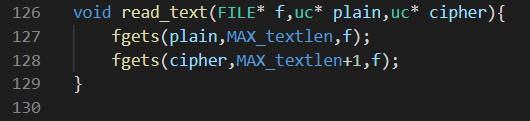 126 void read_text(FILE* f,uc* plain,uc* cipher){
127     fgets(plain,MAX_textlen,f);
128     fgets(cipher,MAX_textlen+1,f);
129 }
130